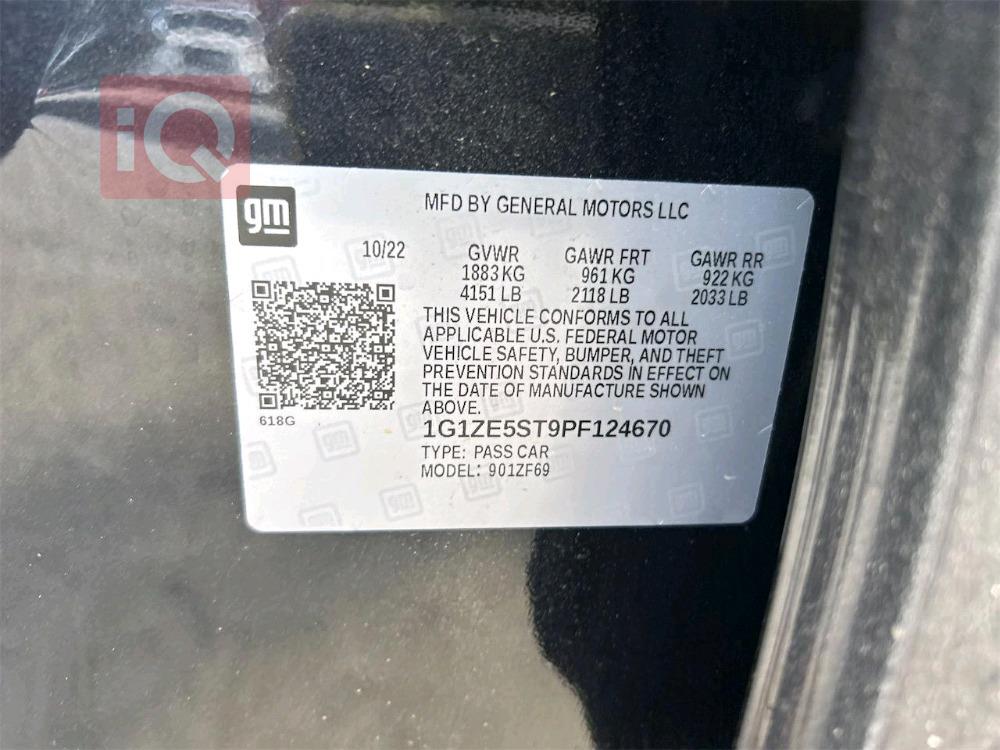 iQ
gm
MFD BY GENERAL MOTORS LLC
10/22 GVWR GAWR FRT GAWR RR
1883 KG 961 KG 922 KG
4151 LB 2118 LB 2033 LB
THIS VEHICLE CONFORMS TO ALL
APPLICABLE U.S. FEDERAL MOTOR
VEHICLE SAFETY, BUMPER, AND THEFT
PREVENTION STANDARDS IN EFFECT ON
THE DATE OF MANUFACTURE SHOWN
ABOVE.
618G
1G1ZE5ST9PF124670
TYPE: PASS CAR
MODEL: 901ZF69